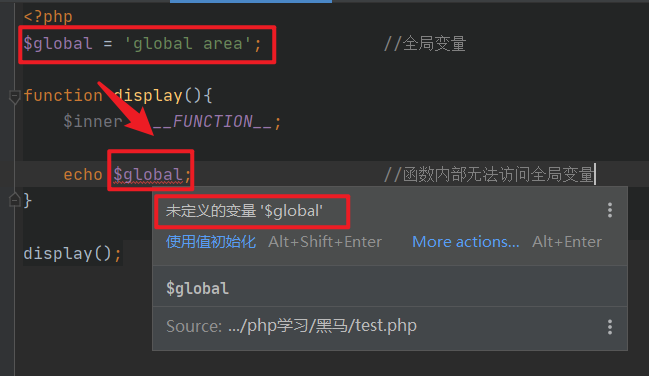 <?php
$global = 'global area'; //全局变量
function display(){
$inner __FUNCTION__;
echo $global; //函数内部无法访问全局变量
}
未定义的变量 '$global'
使用值初始化 Alt+Shift+Enter More actions... Alt+Enter
display();
$global
Source: .../php学习/黑马/test.php